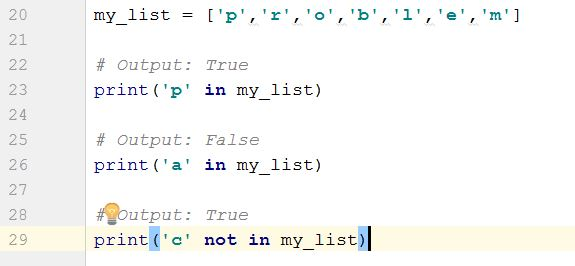 20 my_list = ['p','r','o','b','l','e','m']
21
22 # Output: True
23 print('p' in my_list)
24
25 # Output: False
26 print('a' in my_list)
27
28 # Output: True
29 print('c' not in my_list)